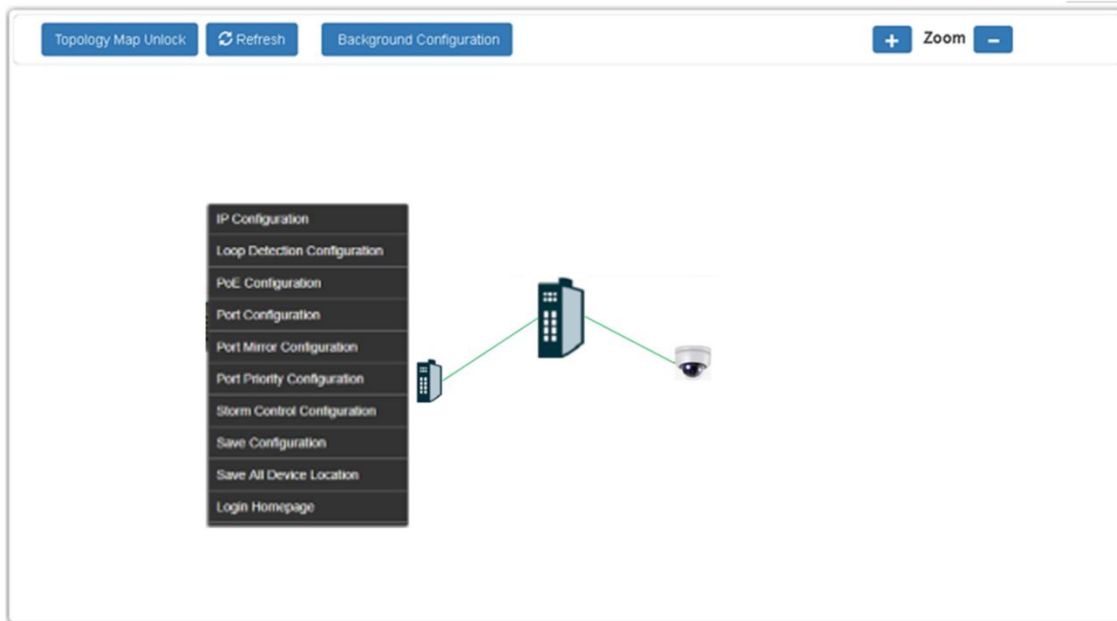 Topology Map Unlock Refresh Background Configuration + Zoom −
IP Configuration
Loop Detection Configuration
PoE Configuration
Port Configuration
Port Mirror Configuration
Port Priority Configuration
Storm Control Configuration
Save Configuration
Save All Device Location
Login Homepage